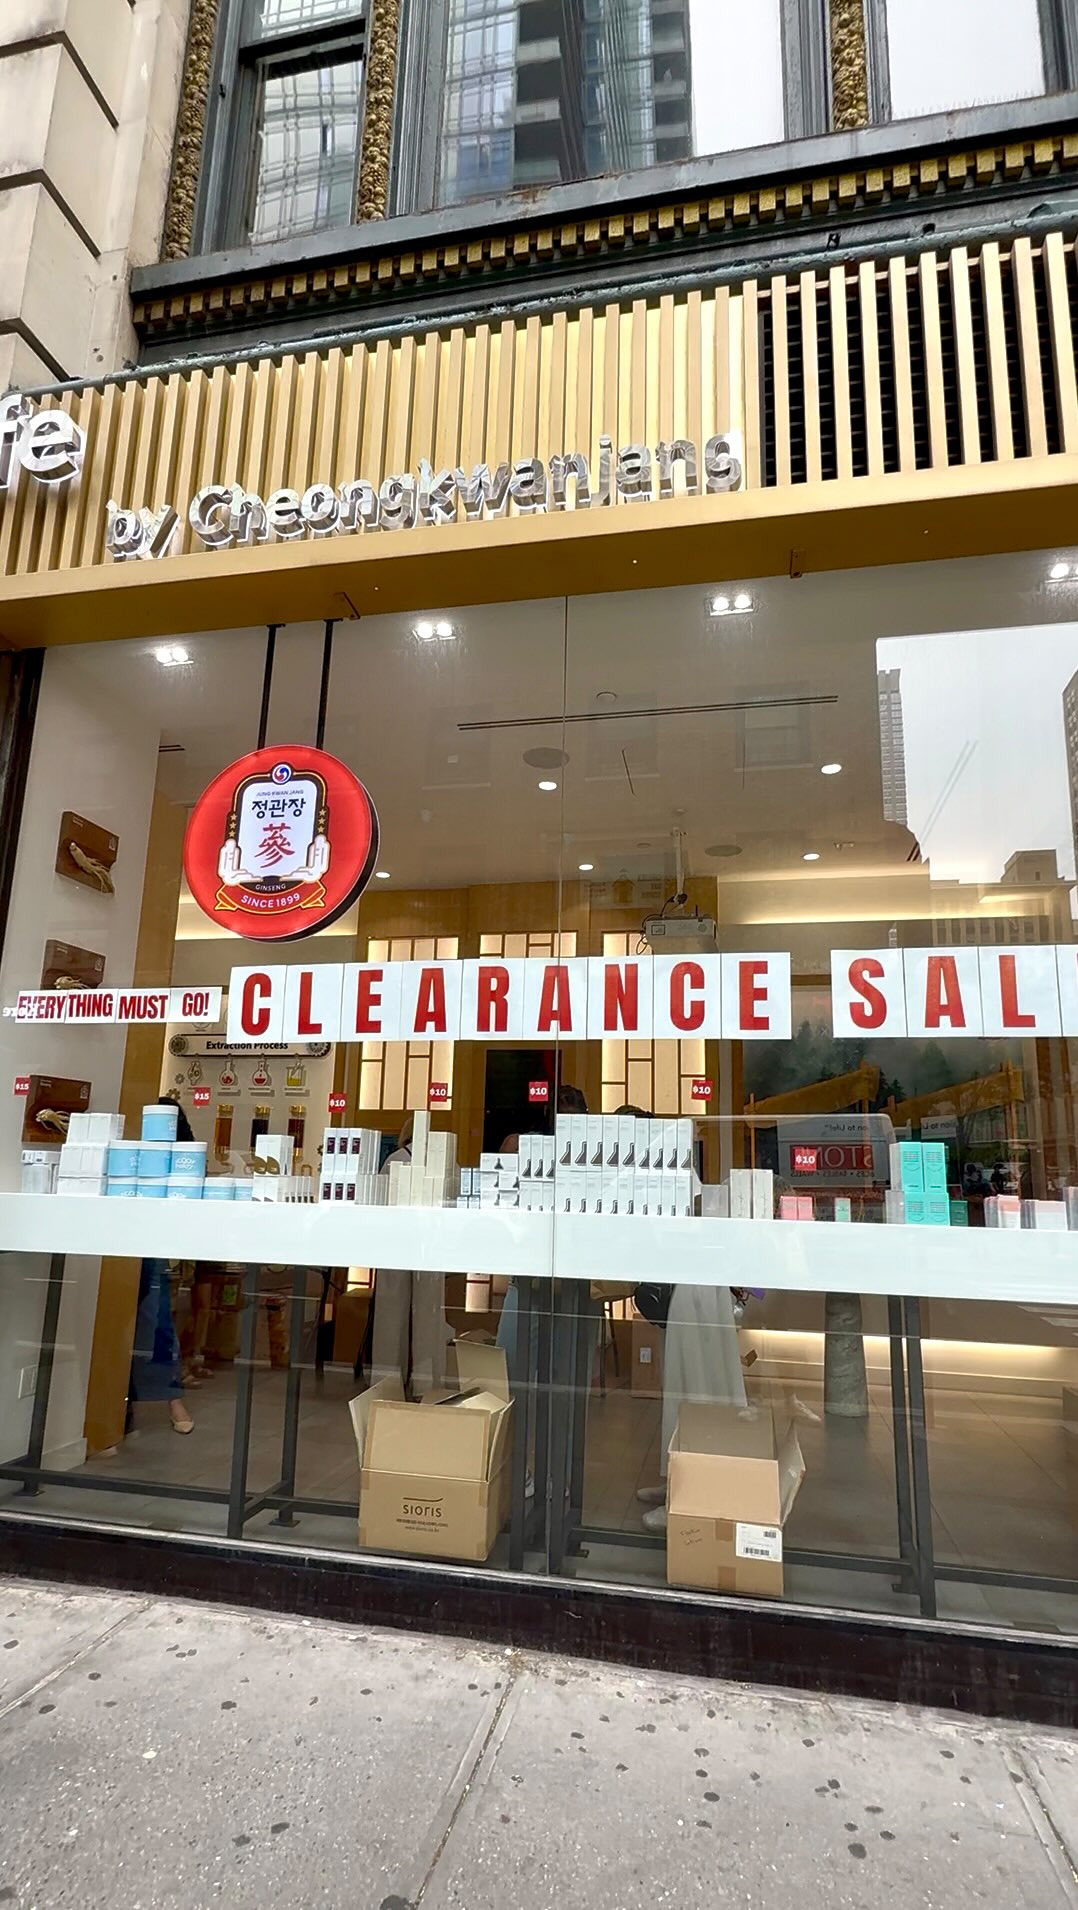 fe
by Cheongkwanjang
JUNG KWAN JANG
정관장
蔘
GINSENG
SINCE 1899
EVERYTHING MUST GO!
CLEARANCE SAL
Extraction Process
$15
$15
$10
$10
$10
$10
SIORIS